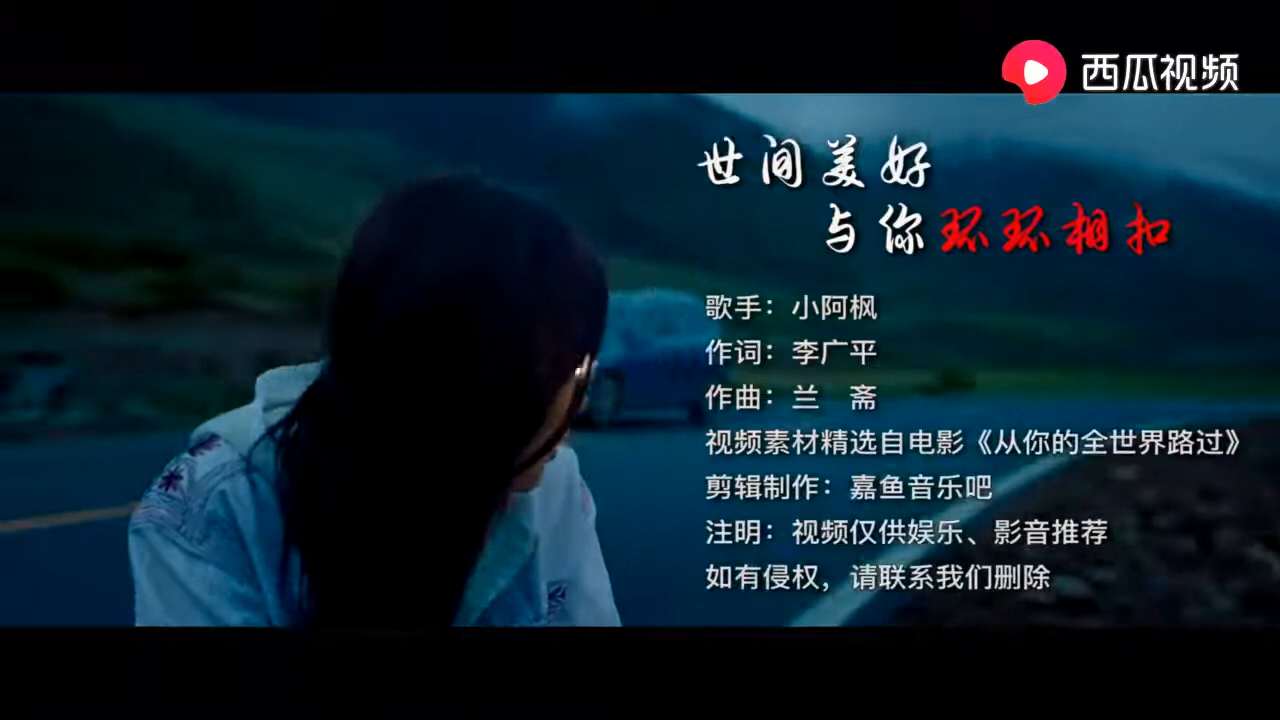 西瓜视频
世间美好
与你环环相扣
歌手：小阿枫
作词：李广平
作曲：兰　斋
视频素材精选自电影《从你的全世界路过》
剪辑制作：嘉鱼音乐吧
注明：视频仅供娱乐、影音推荐
如有侵权，请联系我们删除